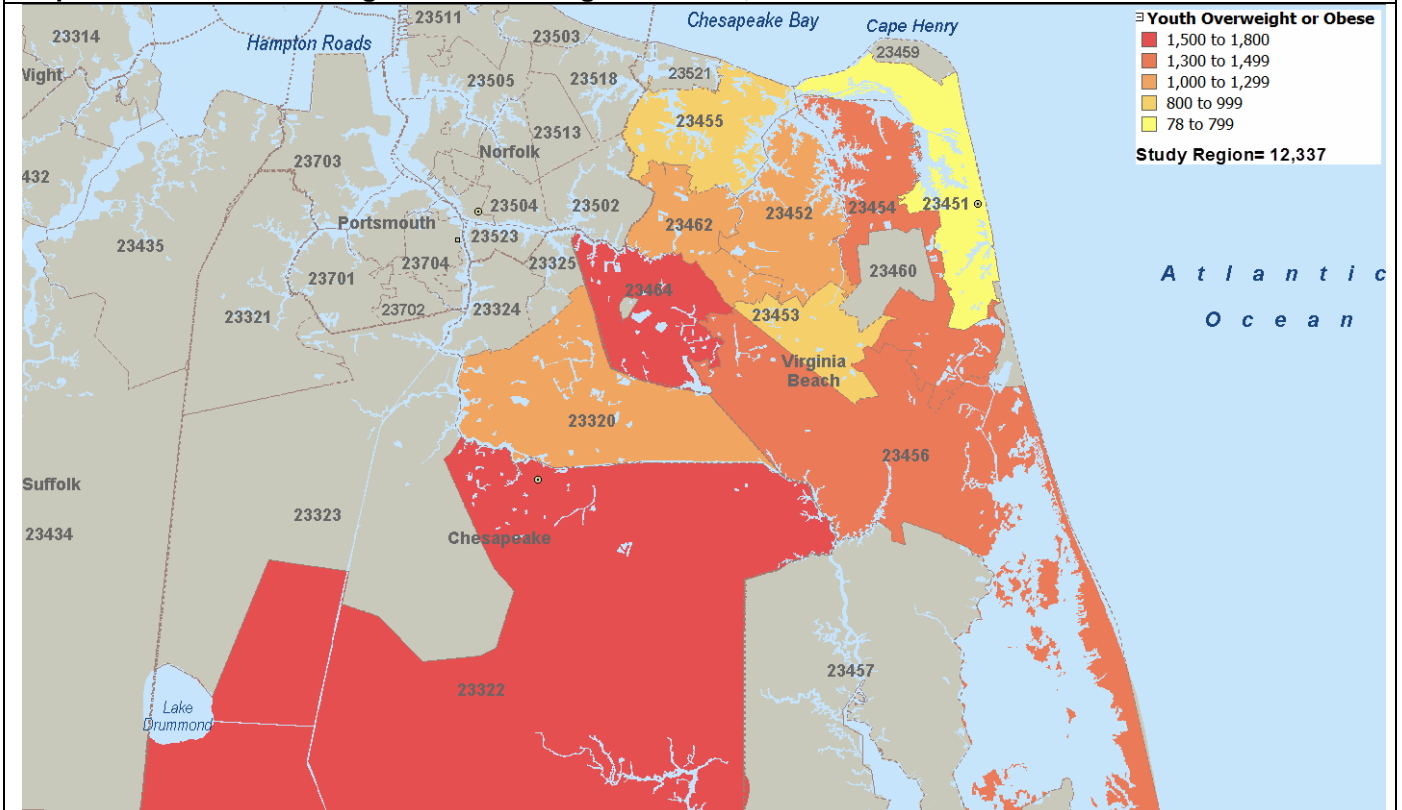 23511
Chesapeake Bay
Cape Henry
Youth Overweight or Obese
1,500 to 1,800
1,300 to 1,499
1,000 to 1,299
800 to 999
78 to 799
Study Region= 12,337
23314
Hampton Roads
23503
23459
Wight
23505
23518
23521
23455
23513
Norfolk
23703
432
23504
23502
23462
23452
23454
23451
Portsmouth
23523
23435
23704
23325
23701
23460
Atlantic
Ocean
23464
23702
23324
23321
23453
Virginia
Beach
23320
23456
Suffolk
23323
23434
Chesapeake
23457
23322
Lake
Drummond